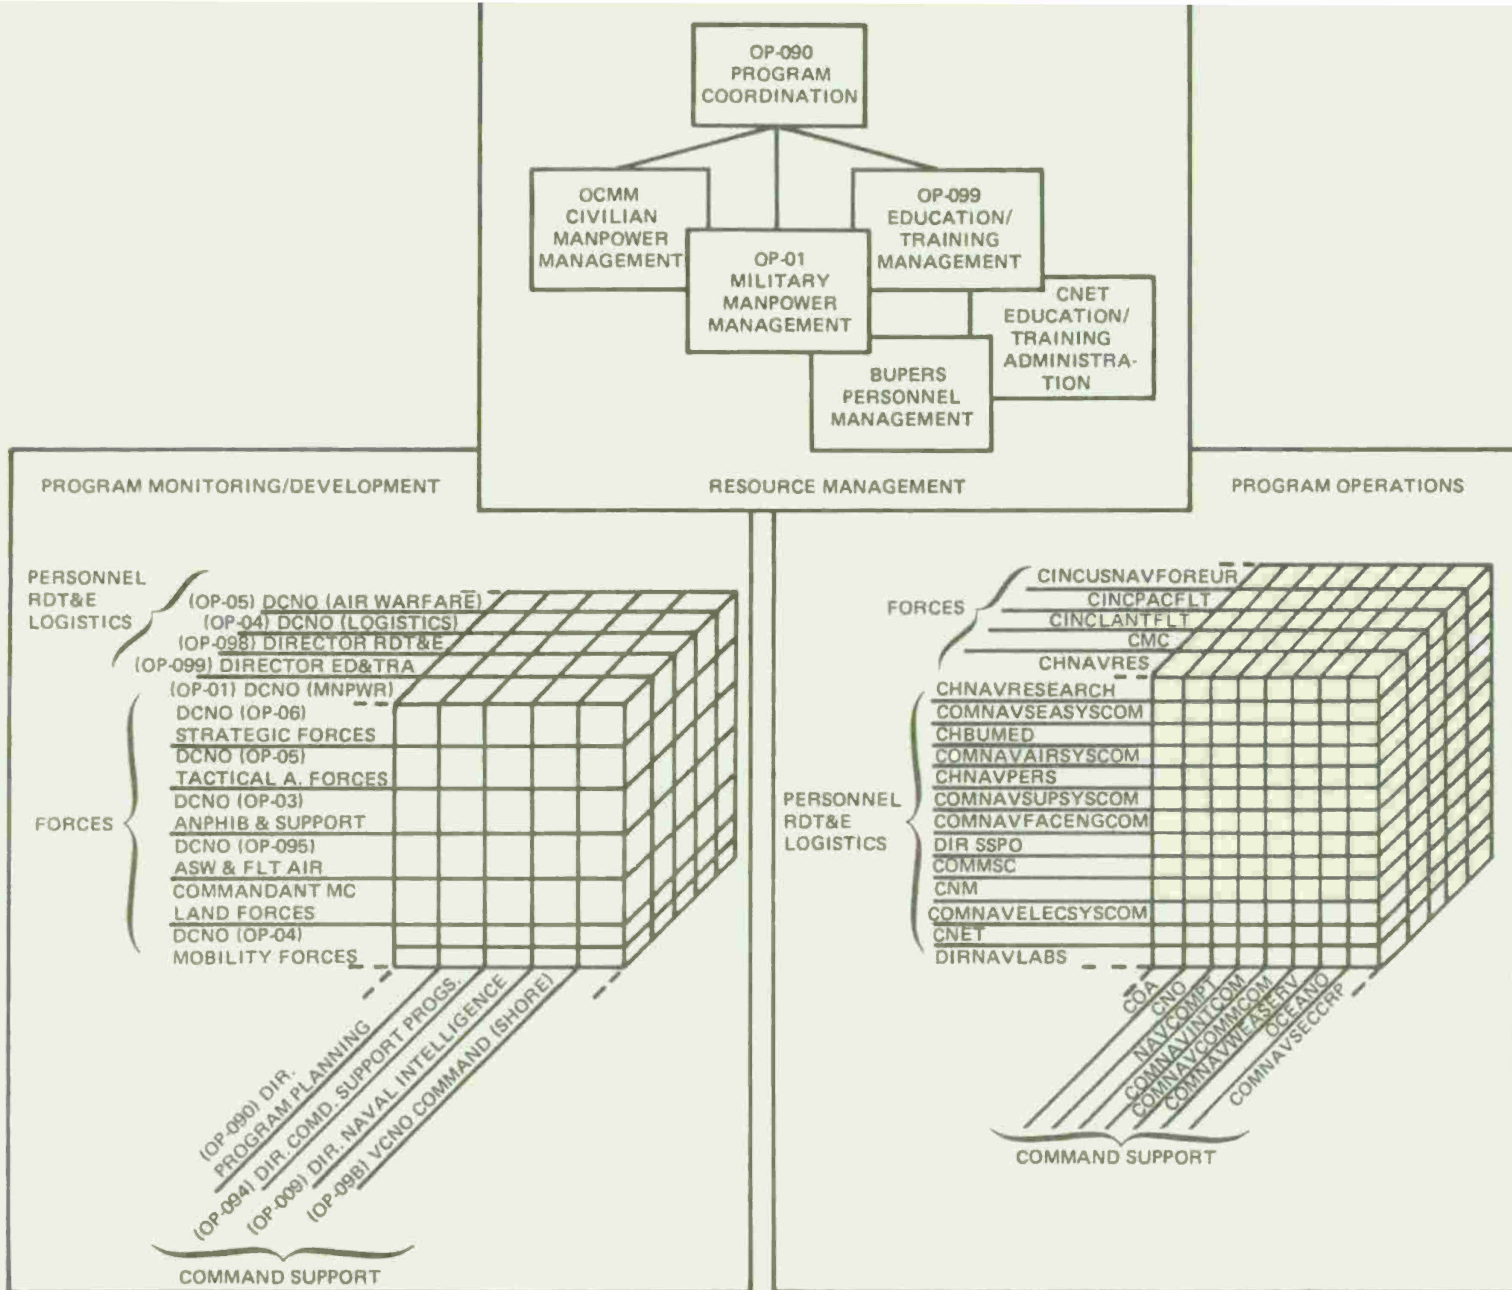 OP-090
PROGRAM
COORDINATION
OCMM
CIVILIAN
MANPOWER
MANAGEMENT
OP-099
EDUCATION/
TRAINING
MANAGEMENT
OP-01
MILITARY
MANPOWER
MANAGEMENT
CNET
EDUCATION/
TRAINING
ADMINISTRA-
TION
BUPERS
PERSONNEL
MANAGEMENT
RESOURCE MANAGEMENT
PROGRAM MONITORING/DEVELOPMENT
PERSONNEL
RDT&E
LOGISTICS
(OP-05) DCNO (AIR WARFARE)
(OP-04) DCNO (LOGISTICS)
(OP-098) DIRECTOR RDT&E
(OP-099) DIRECTOR ED&TRA
(OP-01) DCNO (MNPWR)
FORCES
DCNO (OP-06)
STRATEGIC FORCES
DCNO (OP-05)
TACTICAL A. FORCES
DCNO (OP-03)
ANPHIB & SUPPORT
DCNO (OP-095)
ASW & FLT AIR
COMMANDANT MC
LAND FORCES
DCNO (OP-04)
MOBILITY FORCES
(OP-090) DIR.
PROGRAM PLANNING
(OP-094) DIR. COMD. SUPPORT PROGS.
(OP-009) DIR. NAVAL INTELLIGENCE
(OP-09B) VCNO COMMAND (SHORE)
COMMAND SUPPORT
PROGRAM OPERATIONS
FORCES
CINCUSNAVFOREUR
CINCPACFLT
CINCLANTFLT
CMC
CHNAVRES
PERSONNEL
RDT&E
LOGISTICS
CHNAVRESEARCH
COMNAVSEASYSCOM
CHBUMED
COMNAVAIRSYSCOM
CHNAVPERS
COMNAVSUPSYSCOM
COMNAVFACENGCOM
DIR SSPO
COMMSC
CNM
COMNAVELECSYSCOM
CNET
DIRNAVLABS
COA
CNO
NAVCOMPT
COMNAVINTCOM
COMNAVCOMMCOM
COMNAVWEASERV
OCEANO
COMNAVSECCRP
COMMAND SUPPORT